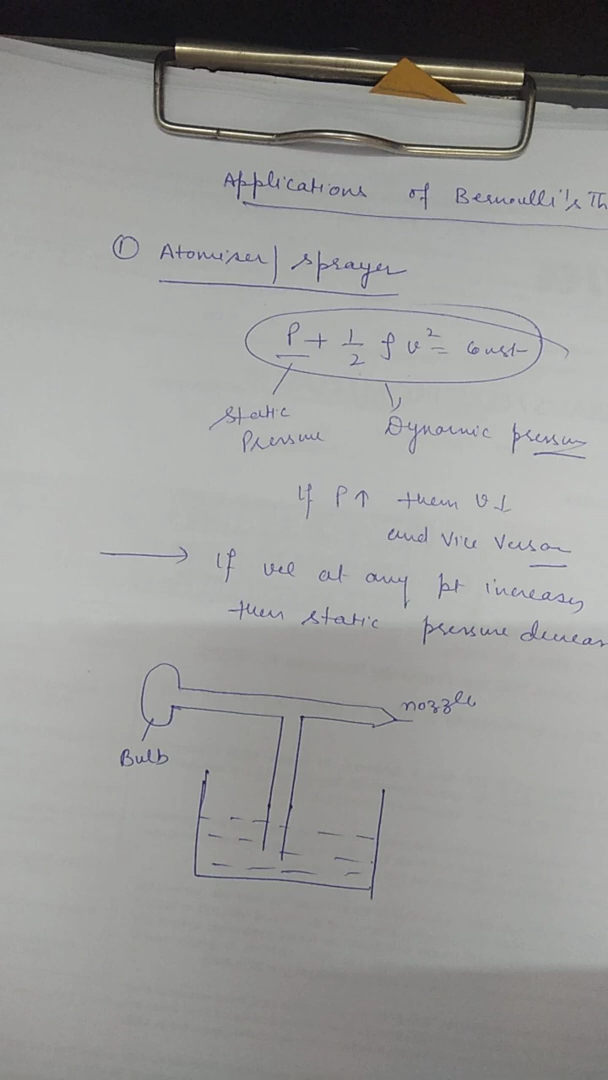 Applications of Bernoulli's Th
① Atomiser / Sprayer
P + 1/2 ρ v² = const
Static Pressure
Dynamic pressure
If P↑ then v↓
and Vice Versa
→ If vel at any pt increases,
then static pressure decreas
nozzle
Bulb